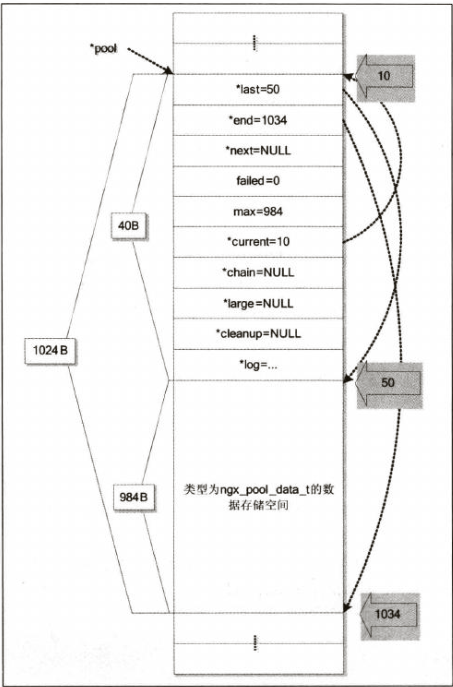 *pool
10
*last=50
*end=1034
*next=NULL
failed=0
max=984
*current=10
40B
*chain=NULL
*large=NULL
*cleanup=NULL
1024B
*log=...
50
984B
类型为ngx_pool_data_t的数
据存储空间
1034